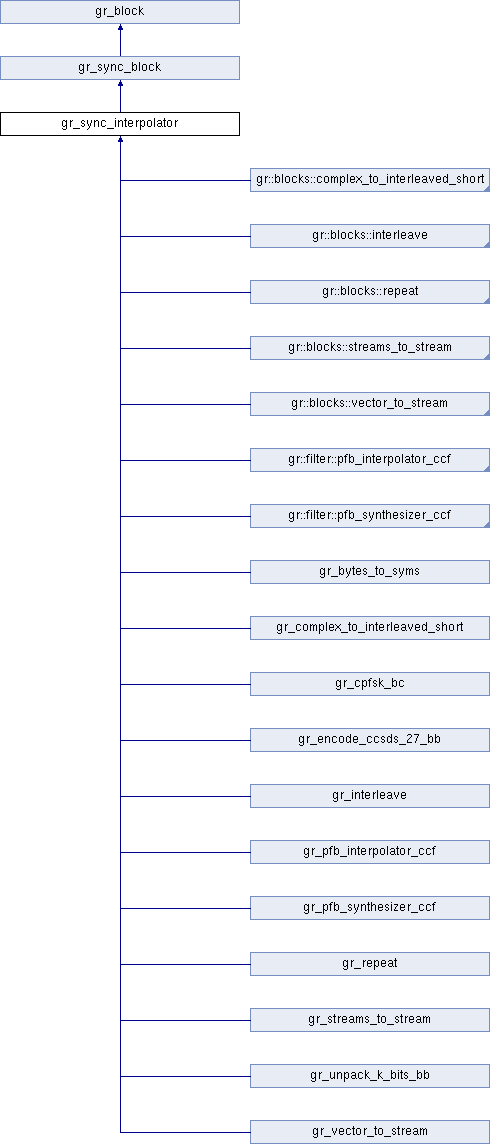 gr_block
gr_sync_block
gr_sync_interpolator
gr::blocks::complex_to_interleaved_short
gr::blocks::interleave
gr::blocks::repeat
gr::blocks::streams_to_stream
gr::blocks::vector_to_stream
gr::filter::pfb_interpolator_ccf
gr::filter::pfb_synthesizer_ccf
gr_bytes_to_syms
gr_complex_to_interleaved_short
gr_cpfsk_bc
gr_encode_ccsds_27_bb
gr_interleave
gr_pfb_interpolator_ccf
gr_pfb_synthesizer_ccf
gr_repeat
gr_streams_to_stream
gr_unpack_k_bits_bb
gr_vector_to_stream